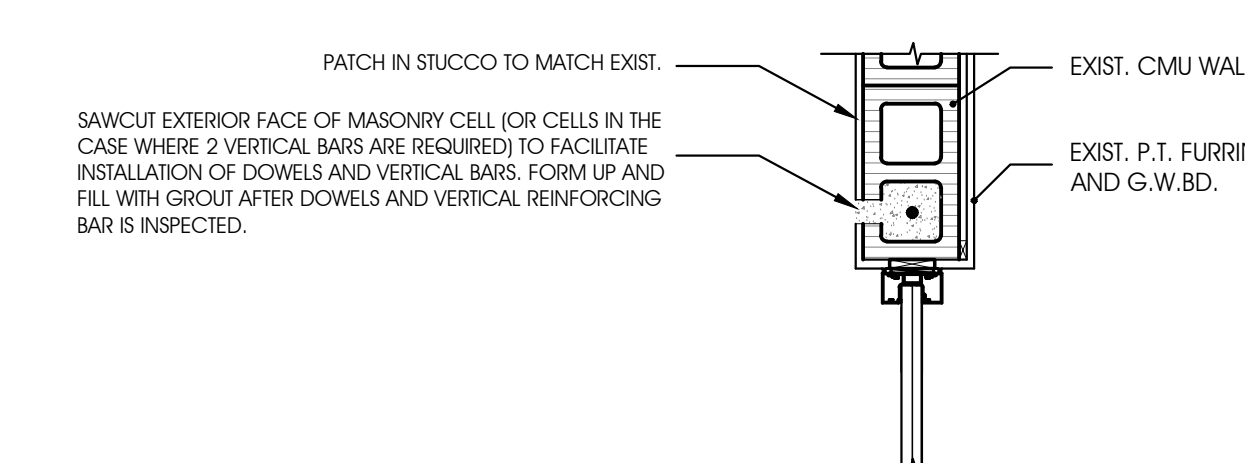 PATCH IN STUCCO TO MATCH EXIST.
SAWCUT EXTERIOR FACE OF MASONRY CELL (OR CELLS IN THE
CASE WHERE 2 VERTICAL BARS ARE REQUIRED) TO FACILITATE
INSTALLATION OF DOWELS AND VERTICAL BARS. FORM UP AND
FILL WITH GROUT AFTER DOWELS AND VERTICAL REINFORCING
BAR IS INSPECTED.
EXIST. CMU WAL
EXIST. P.T. FURRIN
AND G.W.BD.